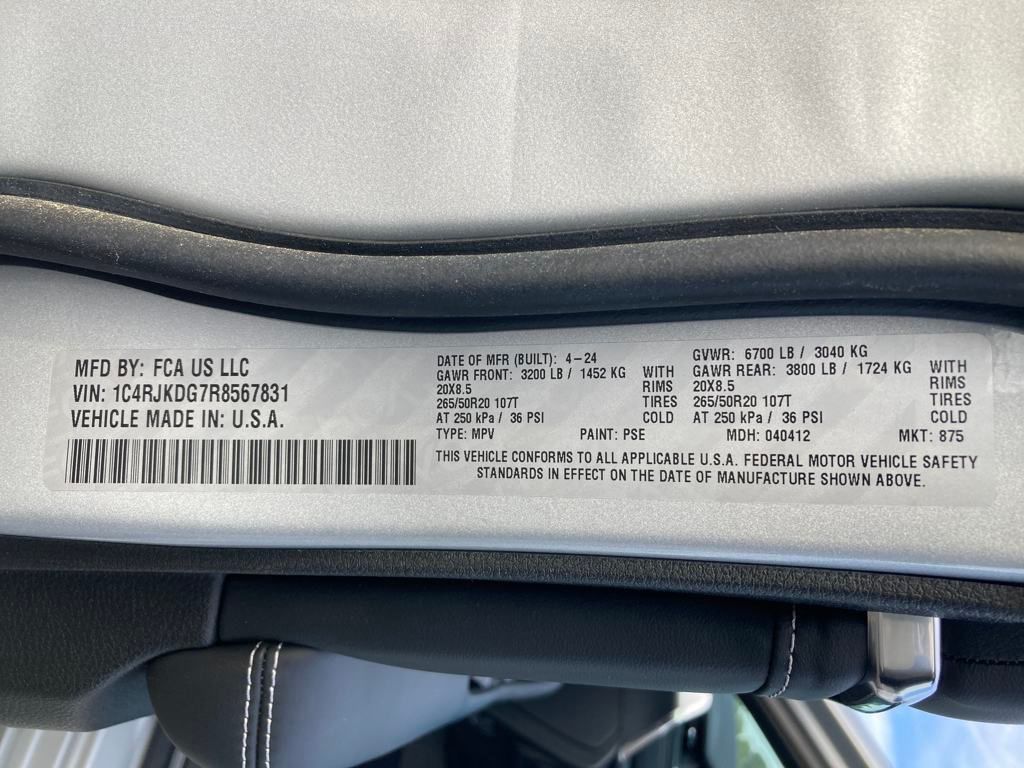 MFD BY: FCA US LLC
VIN: 1C4RJKDG7R8567831
VEHICLE MADE IN: U.S.A.
DATE OF MFR (BUILT): 4-24
GAWR FRONT: 3200 LB / 1452 KG WITH
20X8.5 RIMS
265/50R20 107T TIRES
AT 250 kPa / 36 PSI COLD
GVWR: 6700 LB / 3040 KG
GAWR REAR: 3800 LB / 1724 KG WITH
20X8.5 RIMS
265/50R20 107T TIRES
AT 250 kPa / 36 PSI COLD
TYPE: MPV PAINT: PSE MDH: 040412 MKT: 875
THIS VEHICLE CONFORMS TO ALL APPLICABLE U.S.A. FEDERAL MOTOR VEHICLE SAFETY
STANDARDS IN EFFECT ON THE DATE OF MANUFACTURE SHOWN ABOVE.